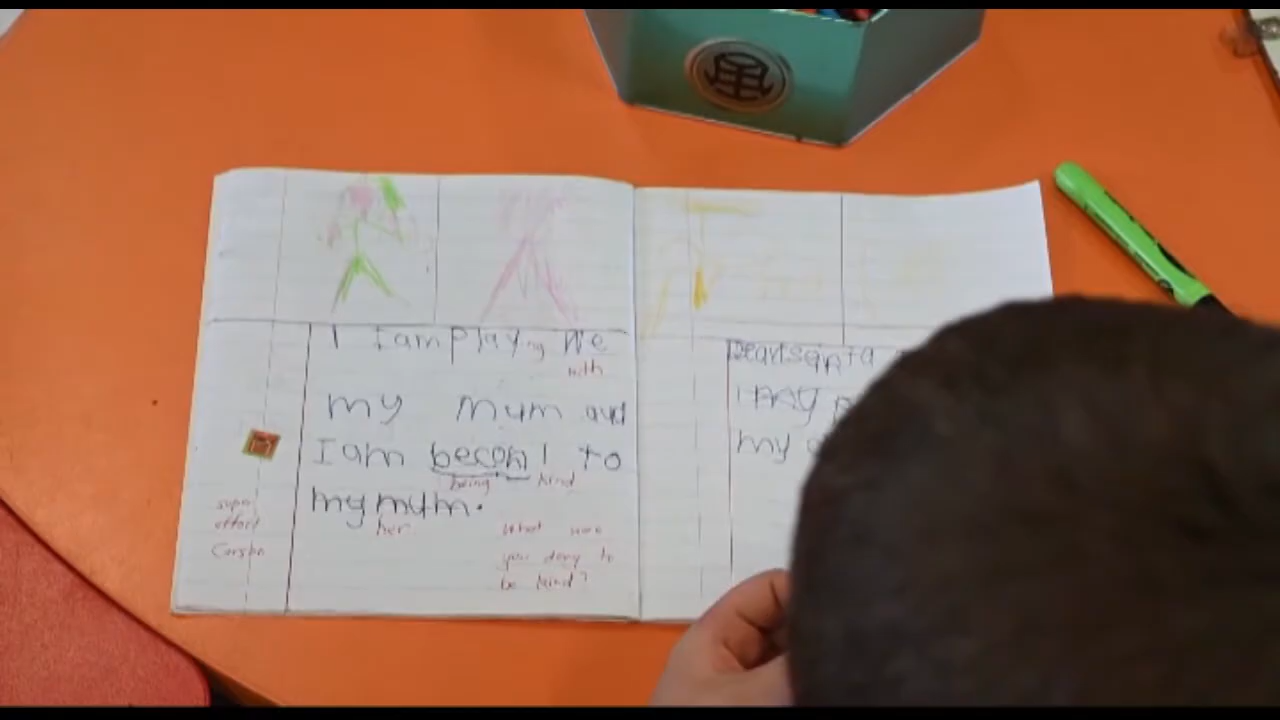 I I am playing We
with
my mum and
I am becon I to
being kind
my mum.
her
super
effort
What were
you doing to
be kind?
Dear santa
I my
my